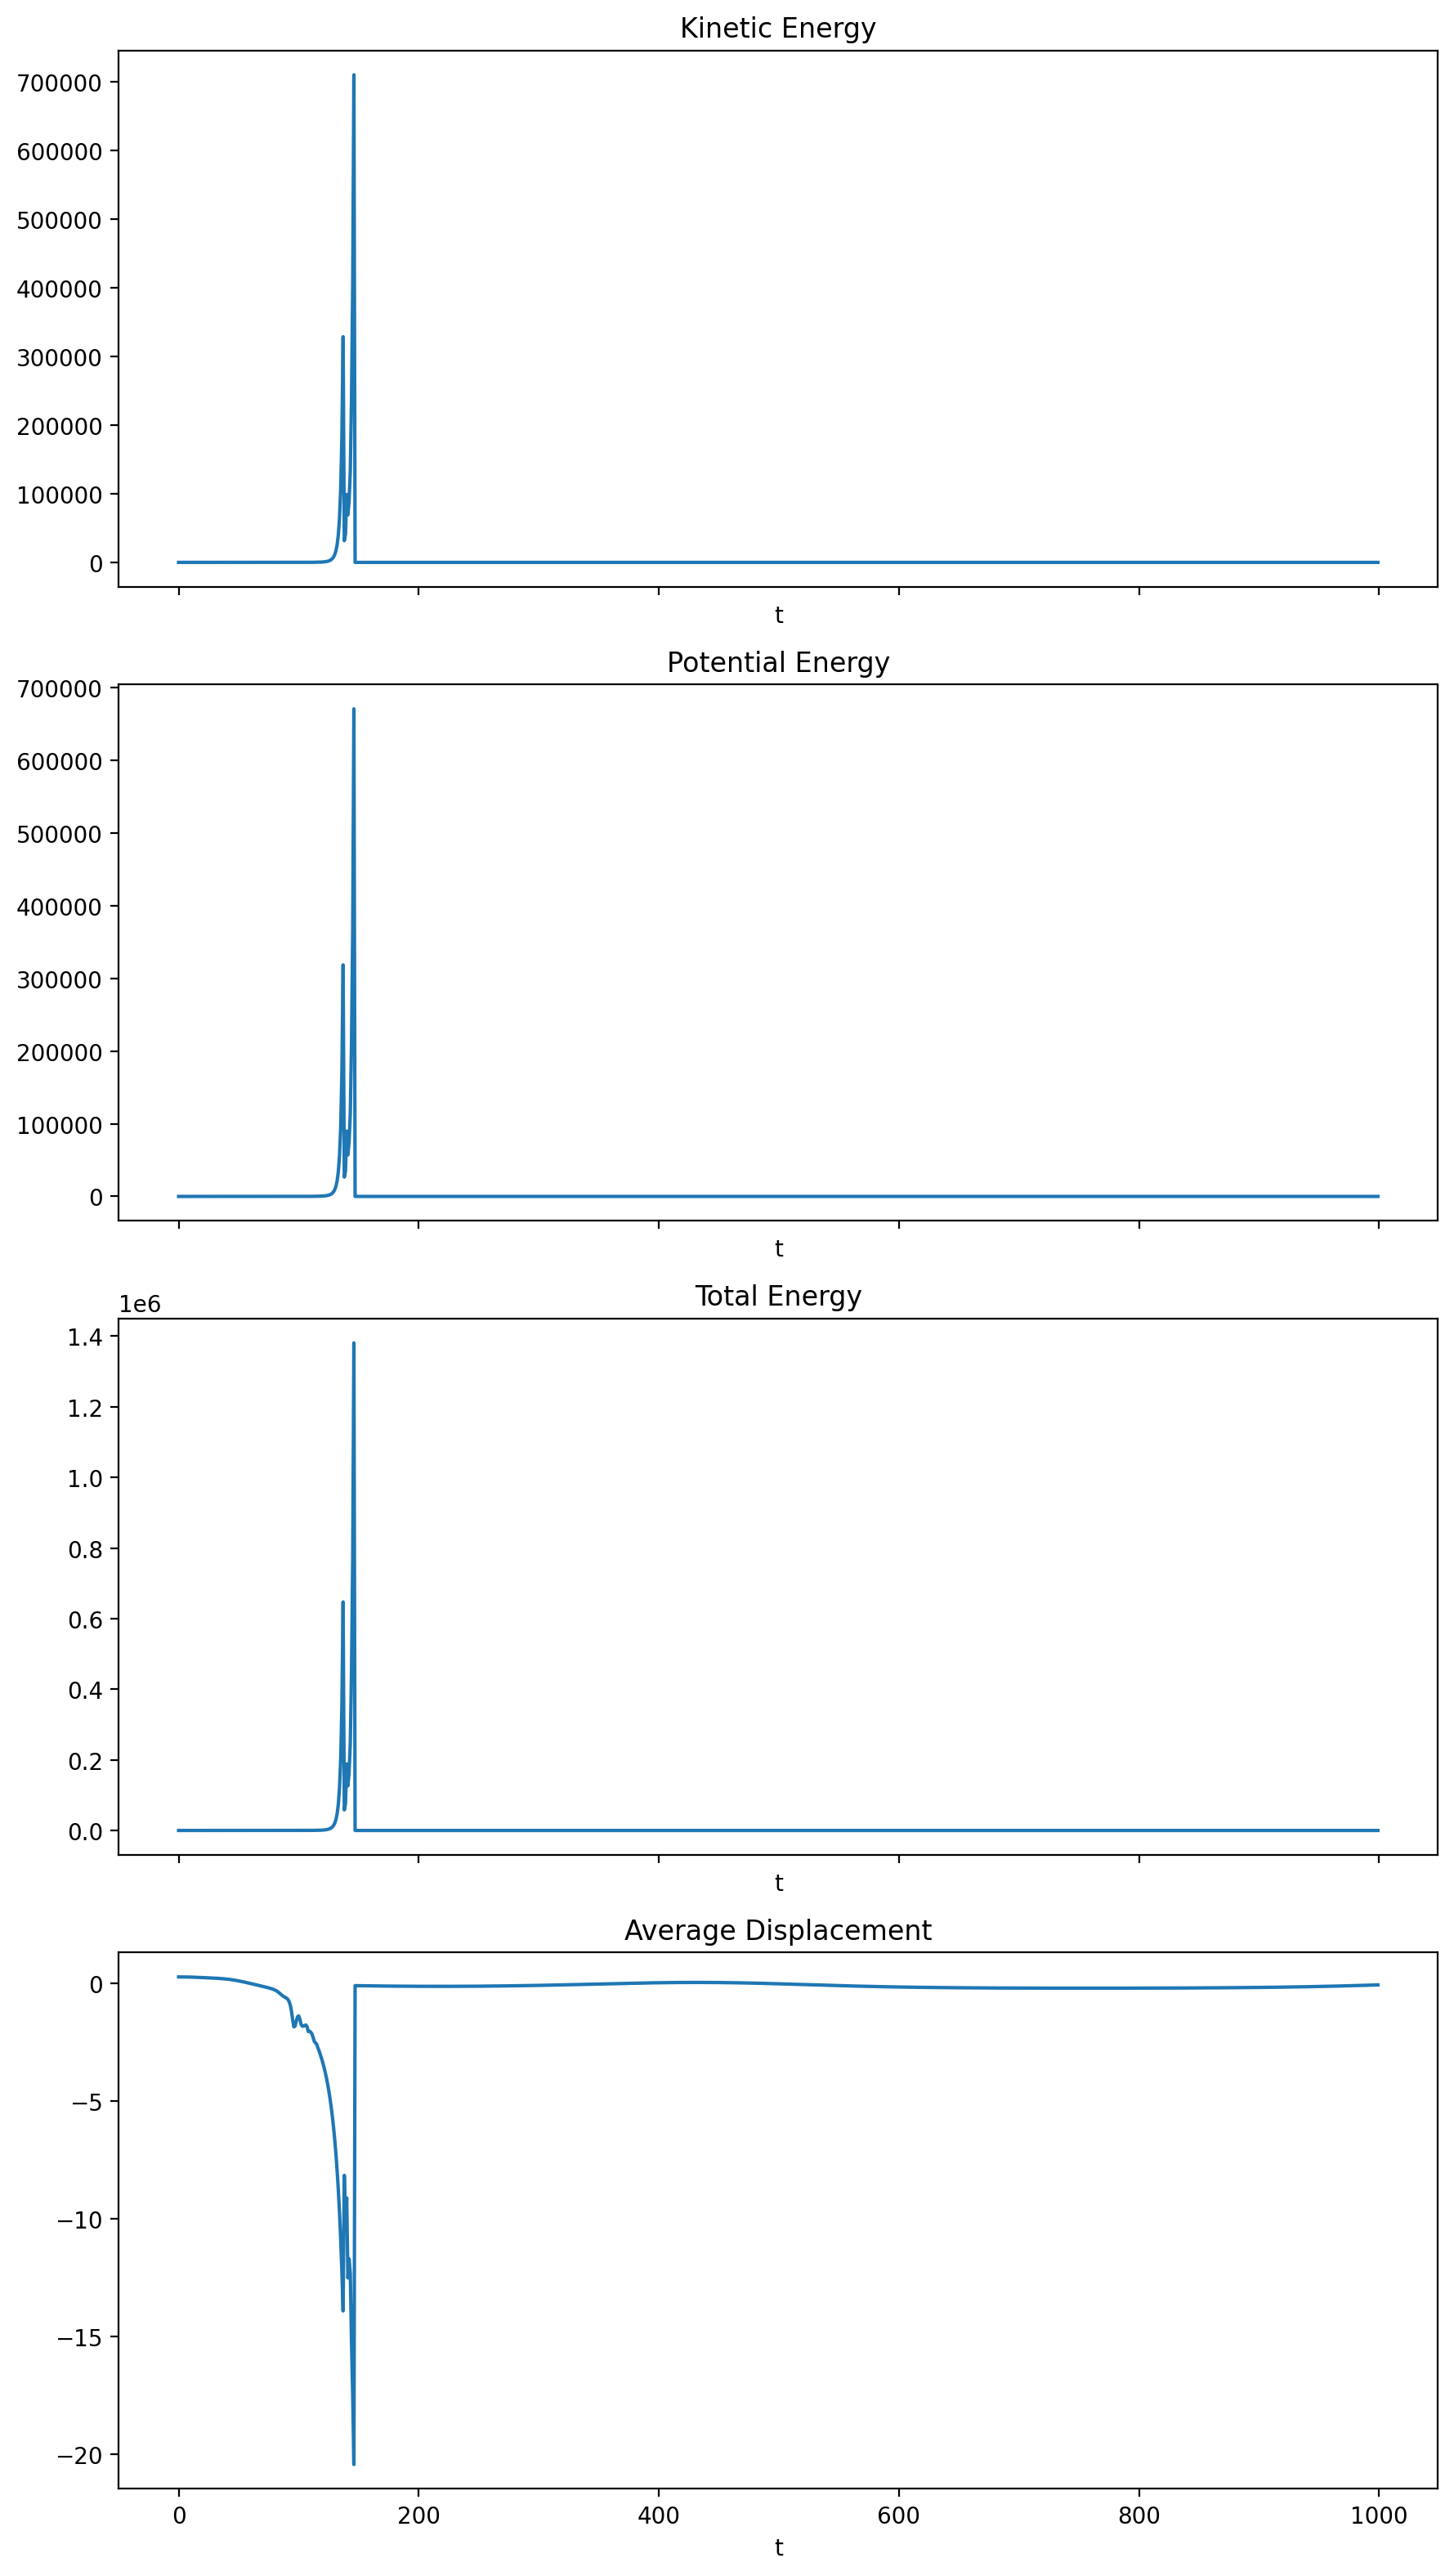 Kinetic Energy
700000
600000
500000
400000
300000
200000
100000
0
t
Potential Energy
700000
600000
500000
400000
300000
200000
100000
0
t
Total Energy
1e6
1.4
1.2
1.0
0.8
0.6
0.4
0.2
0.0
t
Average Displacement
0
−5
−10
−15
−20
0 200 400 600 800 1000
t